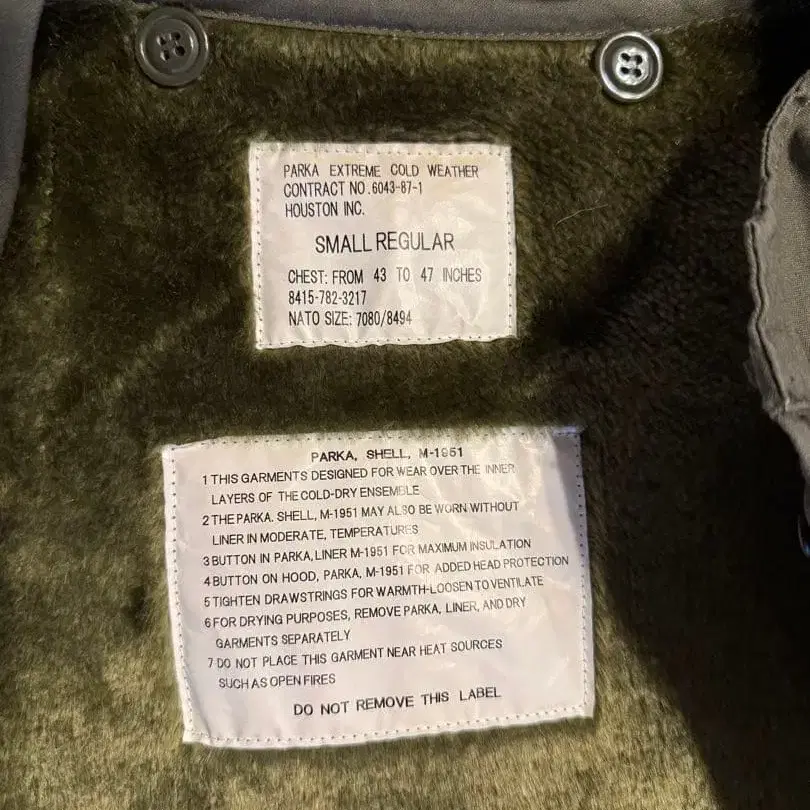 PARKA EXTREME COLD WEATHER
CONTRACT NO.6043-87-1
HOUSTON INC.
SMALL REGULAR
CHEST: FROM 43 TO 47 INCHES
8415-782-3217
NATO SIZE: 7080/8494
PARKA, SHELL, M-1951
1 THIS GARMENTS DESIGNED FOR WEAR OVER THE INNER
LAYERS OF THE COLD-DRY ENSEMBLE
2 THE PARKA. SHELL, M-1951 MAY ALSO BE WORN WITHOUT
LINER IN MODERATE, TEMPERATURES
3 BUTTON IN PARKA, LINER M-1951 FOR MAXIMUM INSULATION
4 BUTTON ON HOOD, PARKA, M-1951 FOR ADDED HEAD PROTECTION
5 TIGHTEN DRAWSTRINGS FOR WARMTH-LOOSEN TO VENTILATE
6 FOR DRYING PURPOSES, REMOVE PARKA, LINER, AND DRY
GARMENTS SEPARATELY
7 DO NOT PLACE THIS GARMENT NEAR HEAT SOURCES
SUCH AS OPEN FIRES
DO NOT REMOVE THIS LABEL